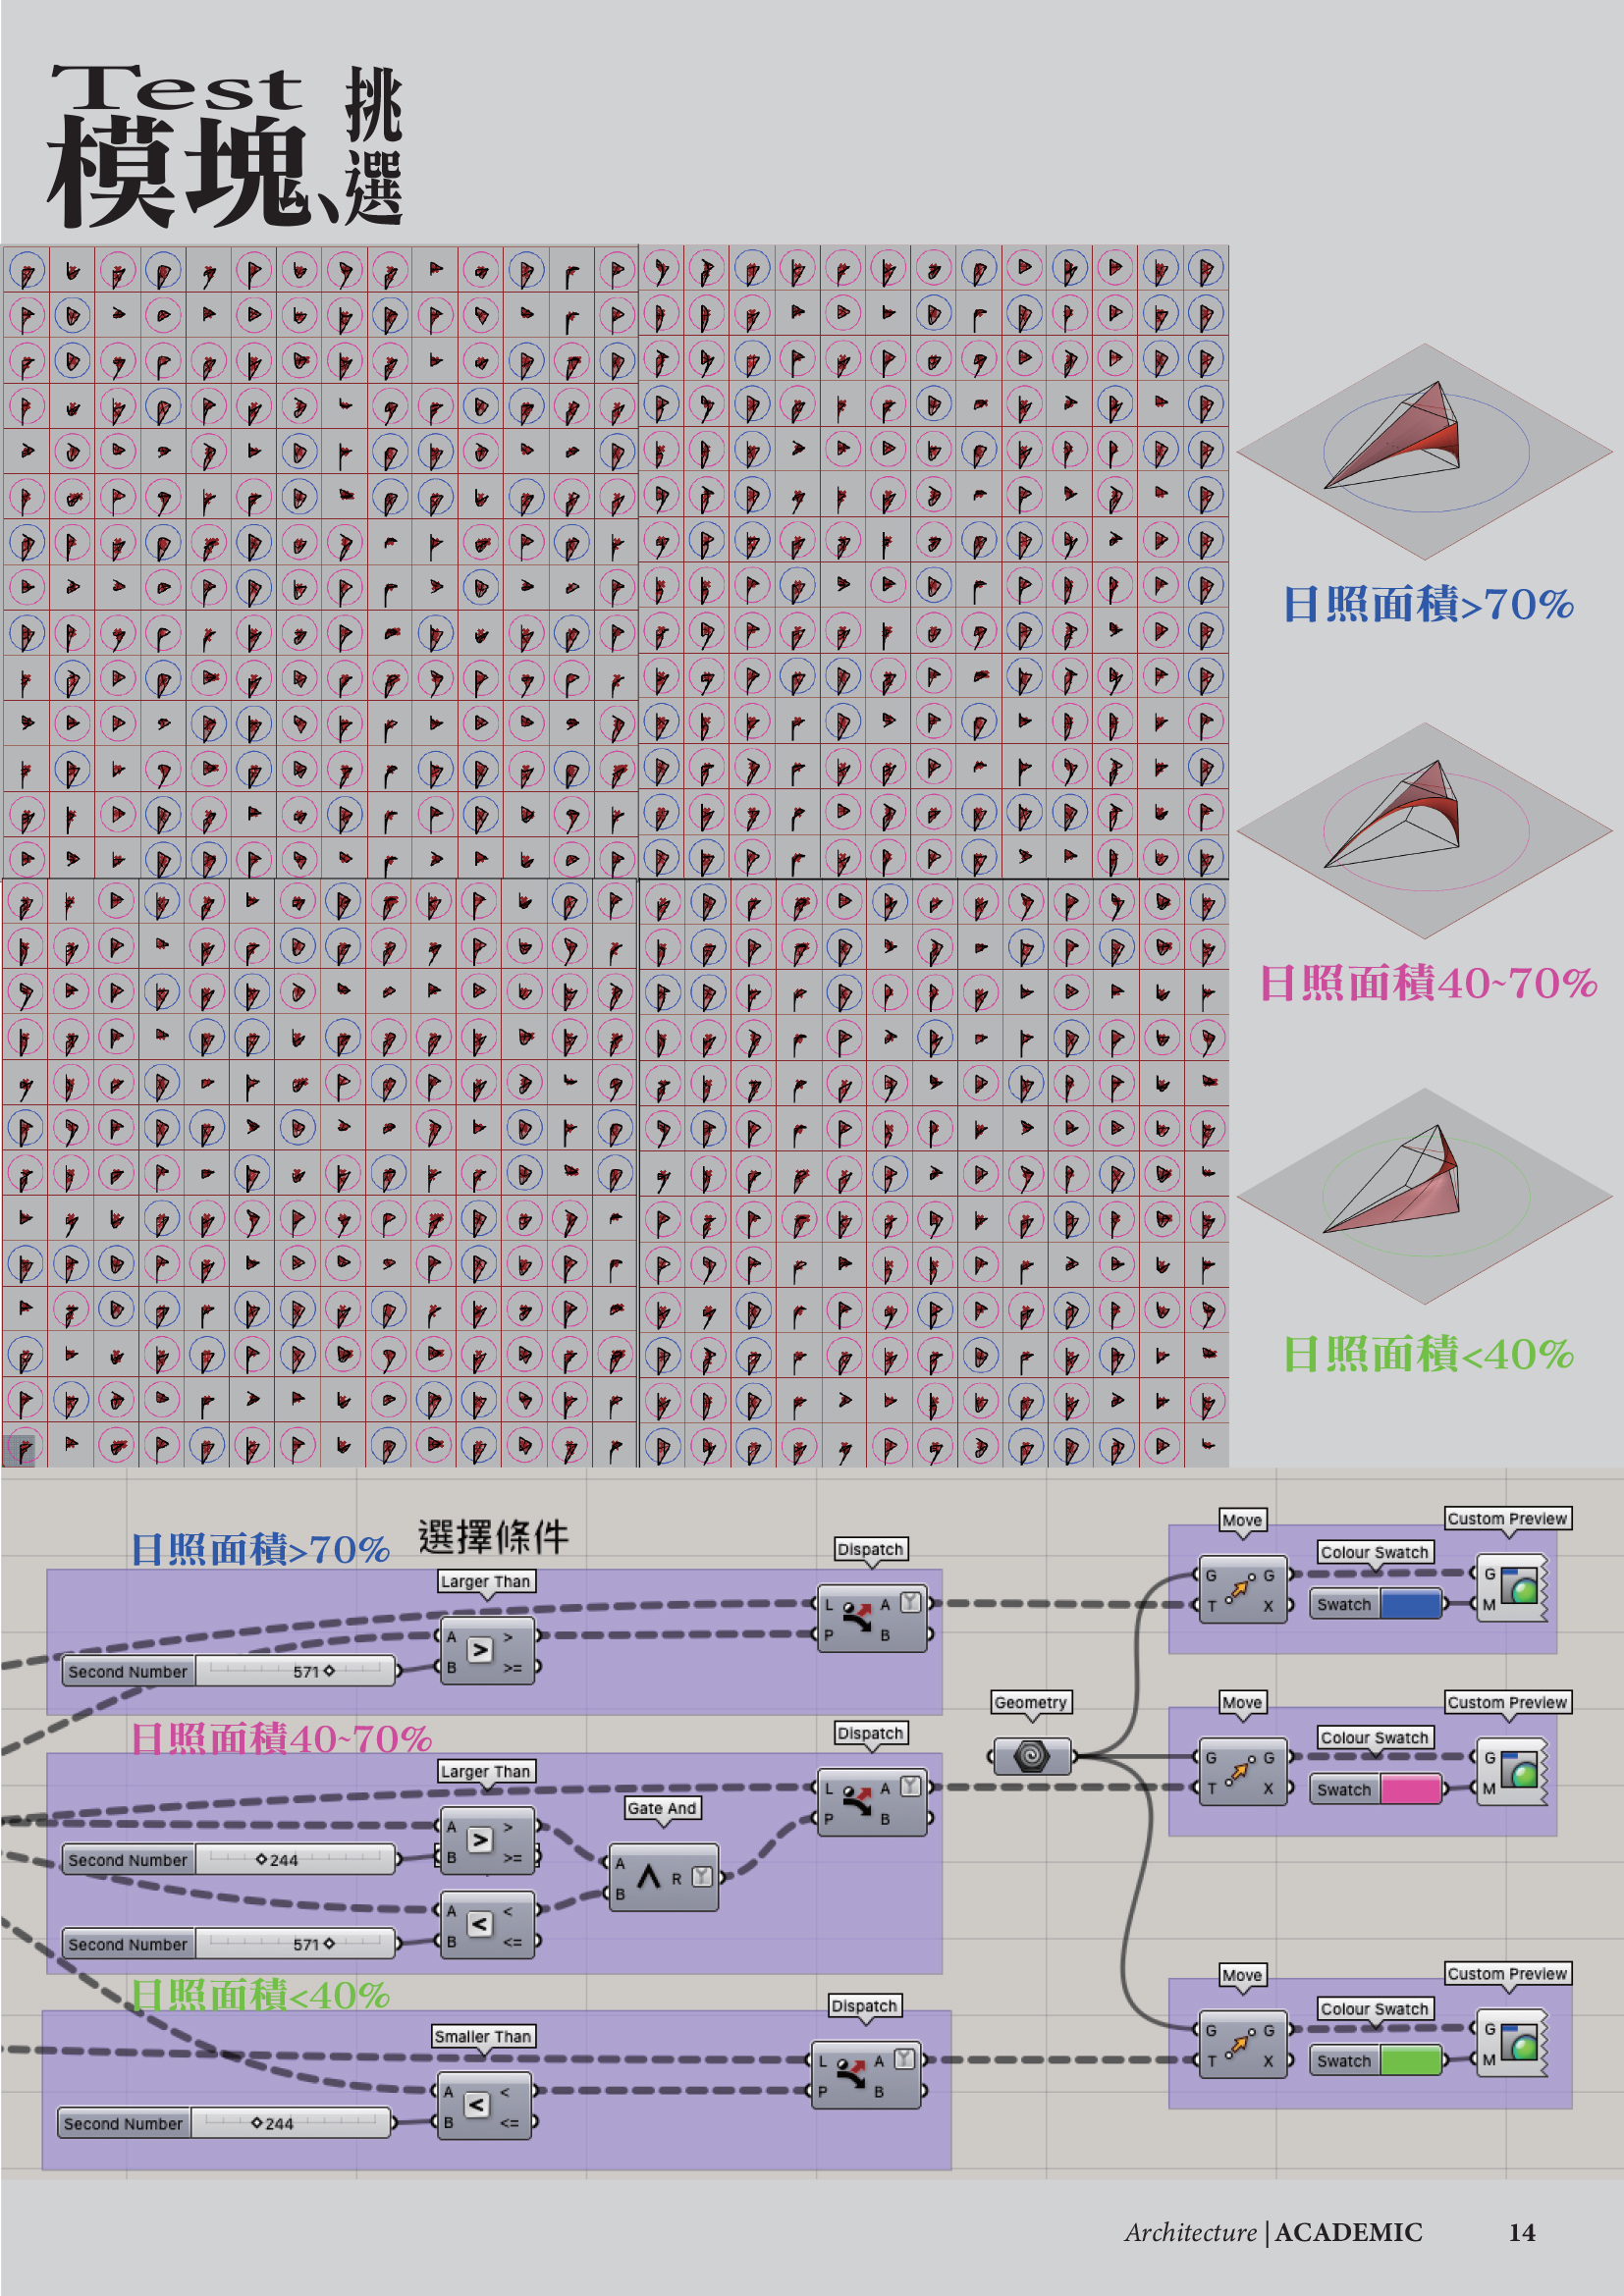 Test
模塊、
挑選
日照面積>70%
日照面積40~70%
日照面積<40%
日照面積>70%
選擇條件
Larger Than
Dispatch
A
B
>
>=
L
P
A
B
Second Number
571
Move
Colour Swatch
Custom Preview
G
T
G
X
Swatch
G
M
日照面積40~70%
Larger Than
Gate And
Dispatch
A
B
>
>=
Second Number
244
A
B
R
L
P
A
B
A
B
<
<=
Second Number
571
Geometry
Move
Colour Swatch
Custom Preview
G
T
G
X
Swatch
G
M
日照面積<40%
Smaller Than
Dispatch
A
B
<
<=
L
P
A
B
Second Number
244
Move
Colour Swatch
Custom Preview
G
T
G
X
Swatch
G
M
Architecture | ACADEMIC 14